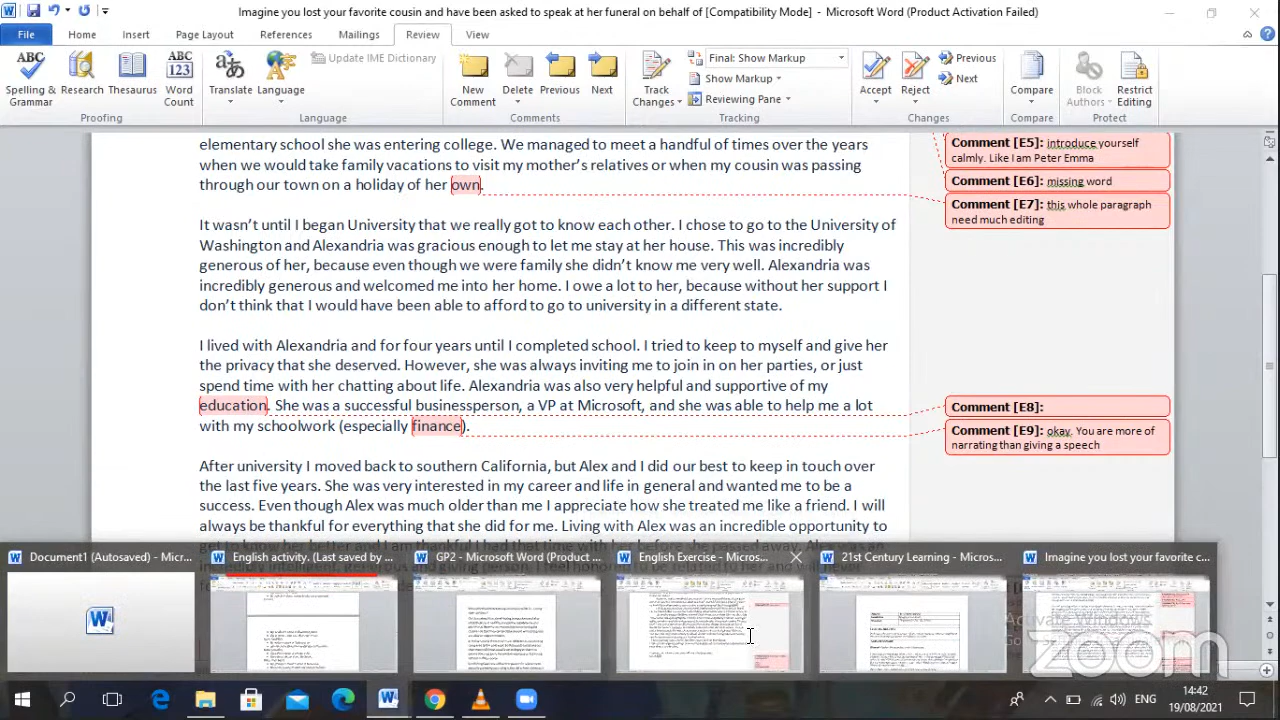 Imagine you lost your favorite cousin and have been asked to speak at her funeral on behalf of [Compatibility Mode] - Microsoft Word (Product Activation Failed)
File Home Insert Page Layout References Mailings Review View
Spelling & Grammar
Research
Thesaurus
ABC 123 Word Count
Translate
Language
Update IME Dictionary
New Comment
Delete
Previous
Next
Track Changes
Final: Show Markup
Show Markup
Reviewing Pane
Accept
Reject
Previous
Next
Compare
Block Authors
Restrict Editing
Proofing Language Comments Tracking Changes Compare Protect
elementary school she was entering college. We managed to meet a handful of times over the years
when we would take family vacations to visit my mother's relatives or when my cousin was passing
through our town on a holiday of her own.
It wasn't until I began University that we really got to know each other. I chose to go to the University of
Washington and Alexandria was gracious enough to let me stay at her house. This was incredibly
generous of her, because even though we were family she didn't know me very well. Alexandria was
incredibly generous and welcomed me into her home. I owe a lot to her, because without her support I
don't think that I would have been able to afford to go to university in a different state.
I lived with Alexandria and for four years until I completed school. I tried to keep to myself and give her
the privacy that she deserved. However, she was always inviting me to join in on her parties, or just
spend time with her chatting about life. Alexandria was also very helpful and supportive of my
education. She was a successful businessperson, a VP at Microsoft, and she was able to help me a lot
with my schoolwork (especially finance).
After university I moved back to southern California, but Alex and I did our best to keep in touch over
the last five years. She was very interested in my career and life in general and wanted me to be a
success. Even though Alex was much older than me I appreciate how she treated me like a friend. I will
always be thankful for everything that she did for me. Living with Alex was an incredible opportunity to
Comment [E5]: introduce yourself
calmly. Like I am Peter Emma
Comment [E6]: missing word
Comment [E7]: this whole paragraph
need much editing
Comment [E8]:
Comment [E9]: okay. You are more of
narrating than giving a speech
Document1 (Autosaved) - Micr...
English activity. (Last saved by ...
GP2 - Microsoft Word (Product ...
English Exercise - Micros...
21st Century Learning - Micros...
Imagine you lost your favorite c...
Activate Windows
zoom
ENG
14:42
19/08/2021